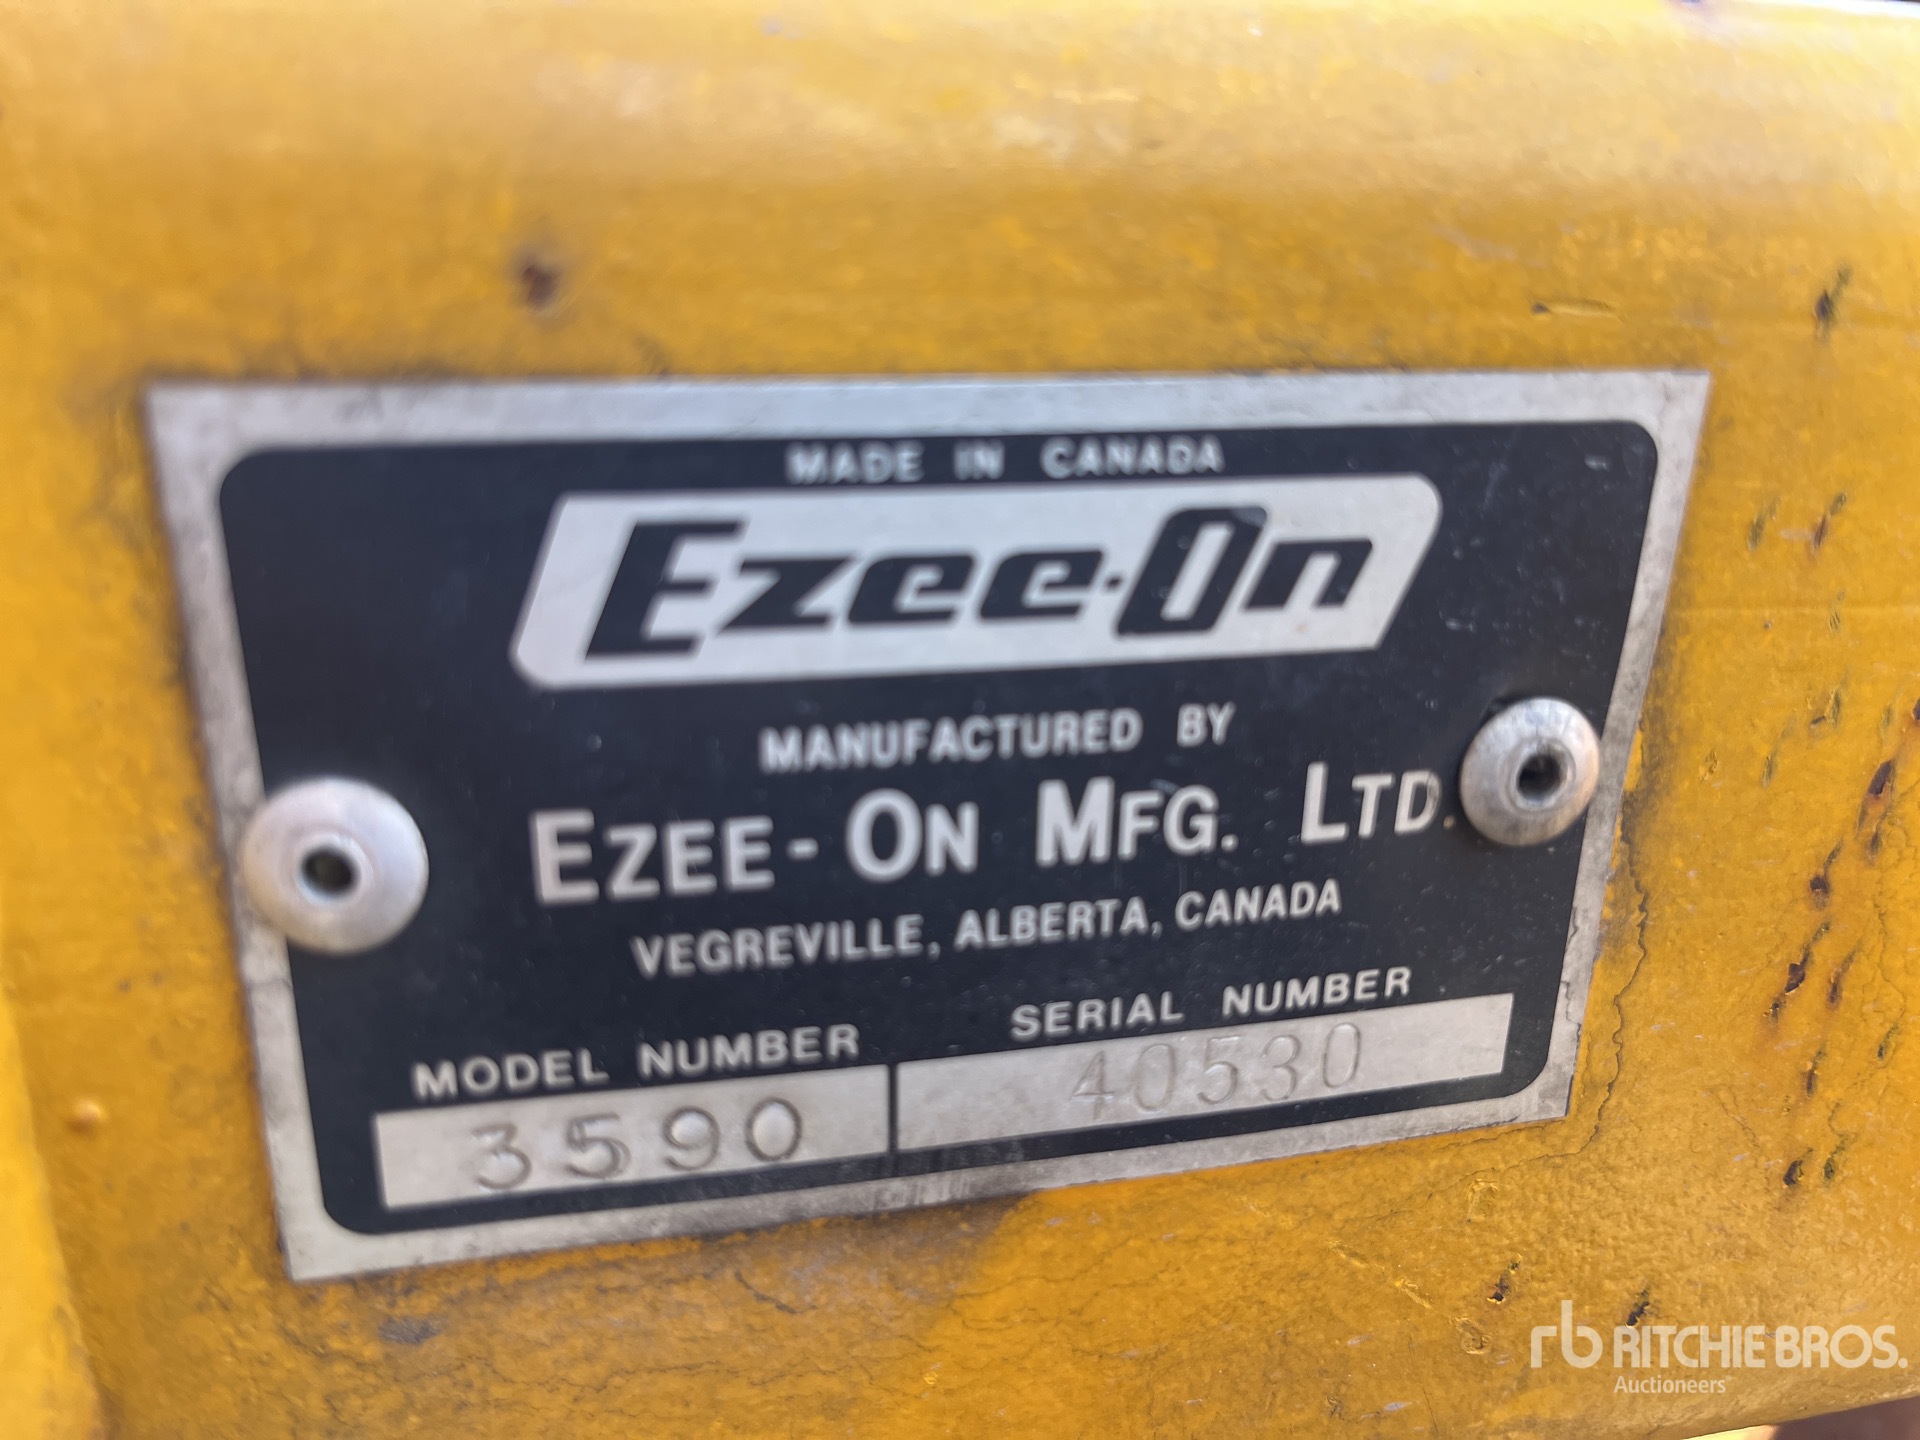 MADE IN CANADA
Ezee-On
MANUFACTURED BY
EZEE-ON MFG. LTD.
VEGREVILLE, ALBERTA, CANADA
MODEL NUMBER SERIAL NUMBER
3590 40530
rb RITCHIE BROS.
Auctioneers